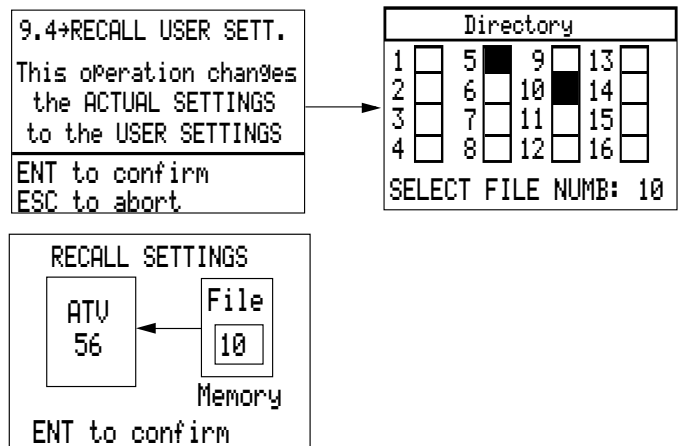 9.4→RECALL USER SETT.
This operation changes
the ACTUAL SETTINGS
to the USER SETTINGS
ENT to confirm
ESC to abort
Directory
1 5 9 13
2 6 10 14
3 7 11 15
4 8 12 16
SELECT FILE NUMB: 10
RECALL SETTINGS
ATV
56
File
10
Memory
ENT to confirm